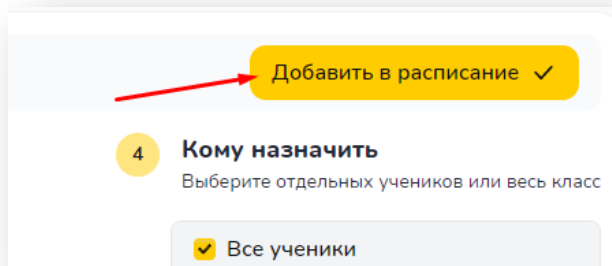 Добавить в расписание
4
Кому назначить
Выберите отдельных учеников или весь класс
Все ученики